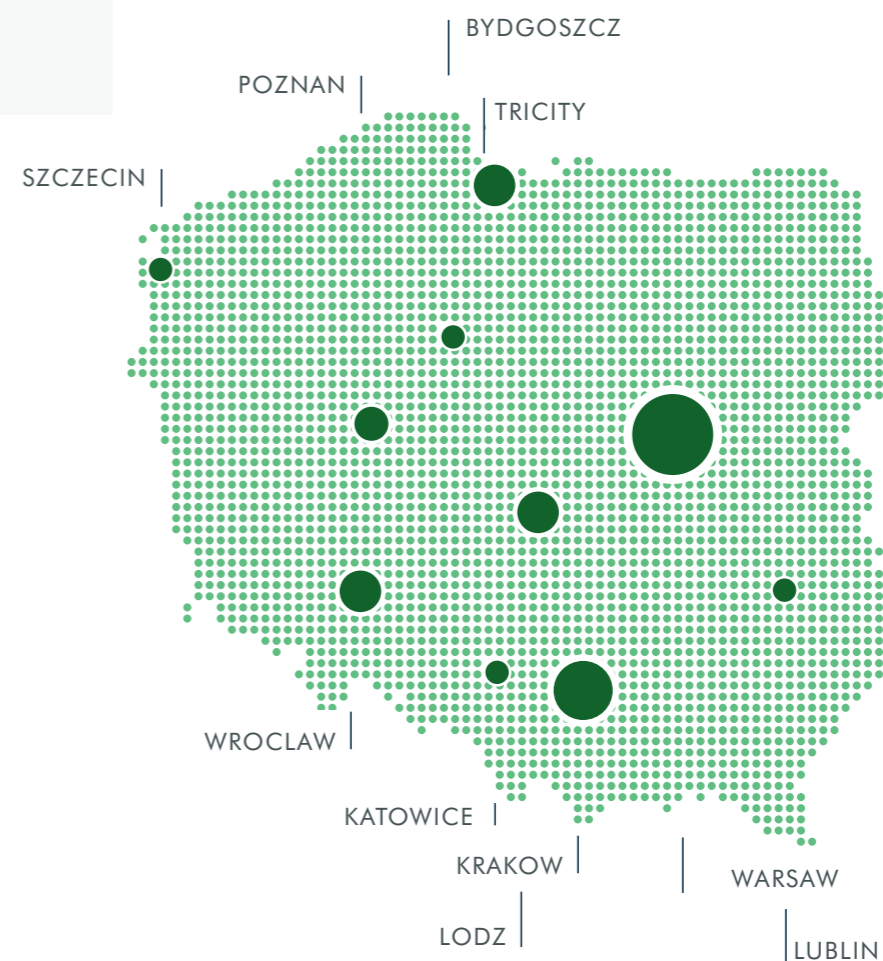 BYDGOSZCZ
POZNAN
TRICITY
SZCZECIN
WROCLAW
KATOWICE
KRAKOW
WARSAW
LODZ
LUBLIN